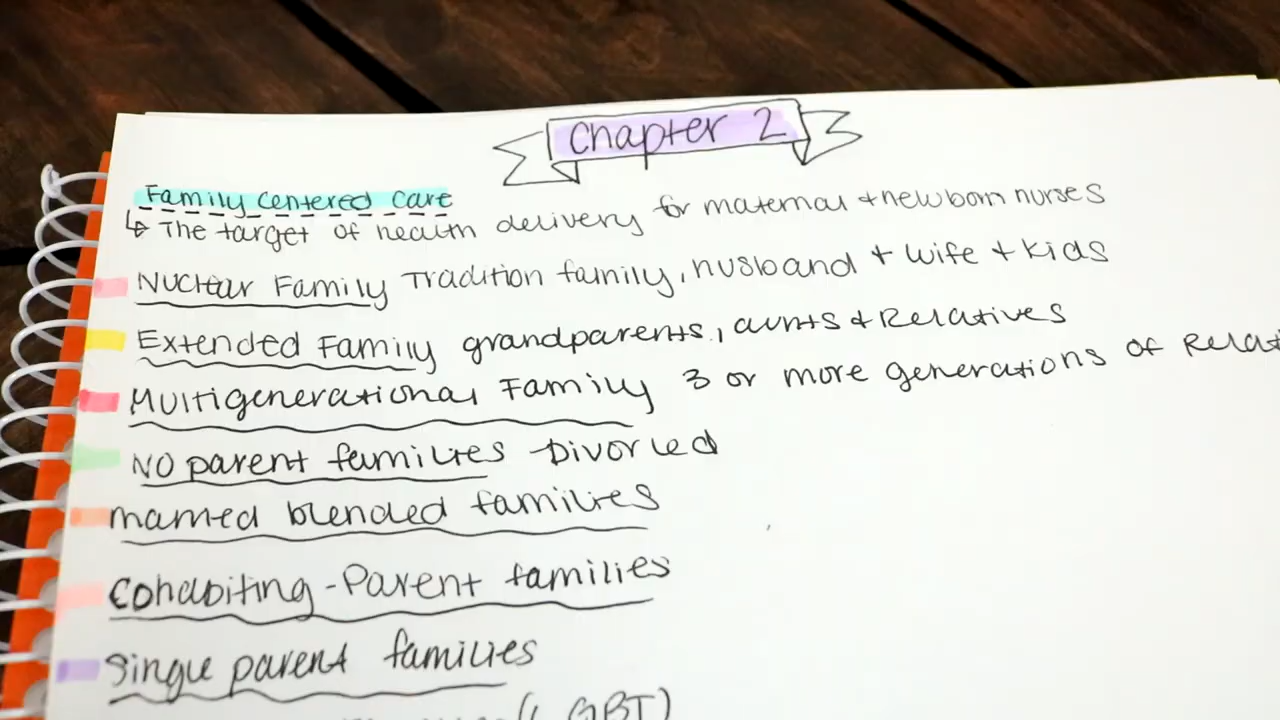 Chapter 2
Family Centered Care
↳ The target of health delivery for maternal + newborn nurses
Nuclear Family Tradition family, husband + wife + kids
Extended Family grandparents, aunts & Relatives
Multigenerational Family 3 or more generations of Relat
NO parent families - Divorced
married blended families
Cohabiting - Parent families
Single parent families
(LGBT)